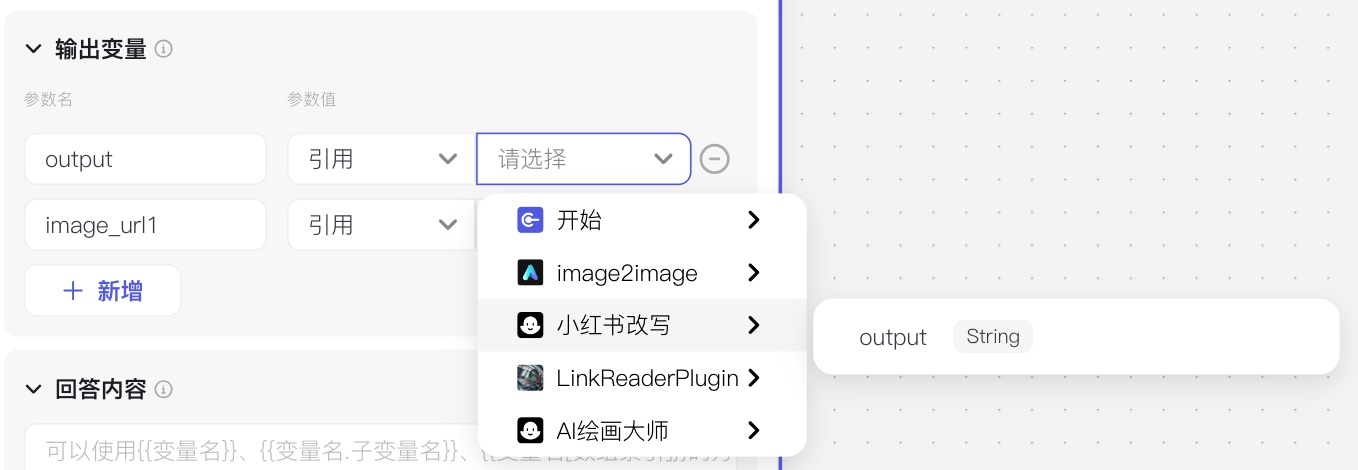 输出变量
参数名 参数值
output 引用 请选择
开始
image_url1 引用
image2image
新增
小红书改写
output String
LinkReaderPlugin
回答内容
AI绘画大师
可以使用{{变量名}}、{{变量名.子变量名}}、